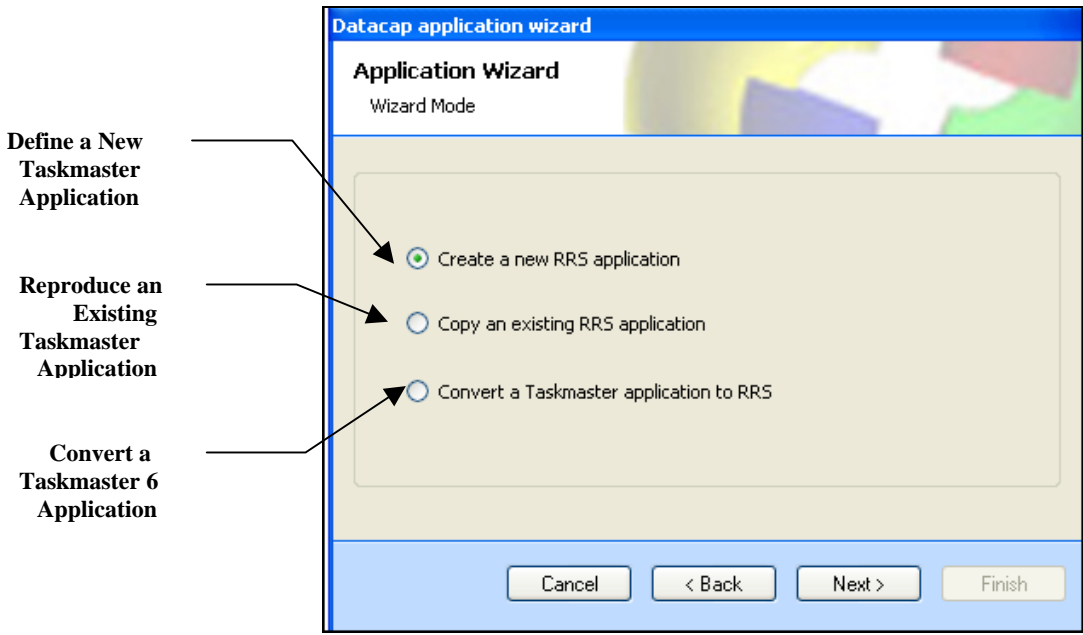 Datacap application wizard
Application Wizard
Wizard Mode
Define a New
Taskmaster
Application
Create a new RRS application
Reproduce an
Existing
Taskmaster
Application
Copy an existing RRS application
Convert a Taskmaster application to RRS
Convert a
Taskmaster 6
Application
Cancel
< Back
Next >
Finish